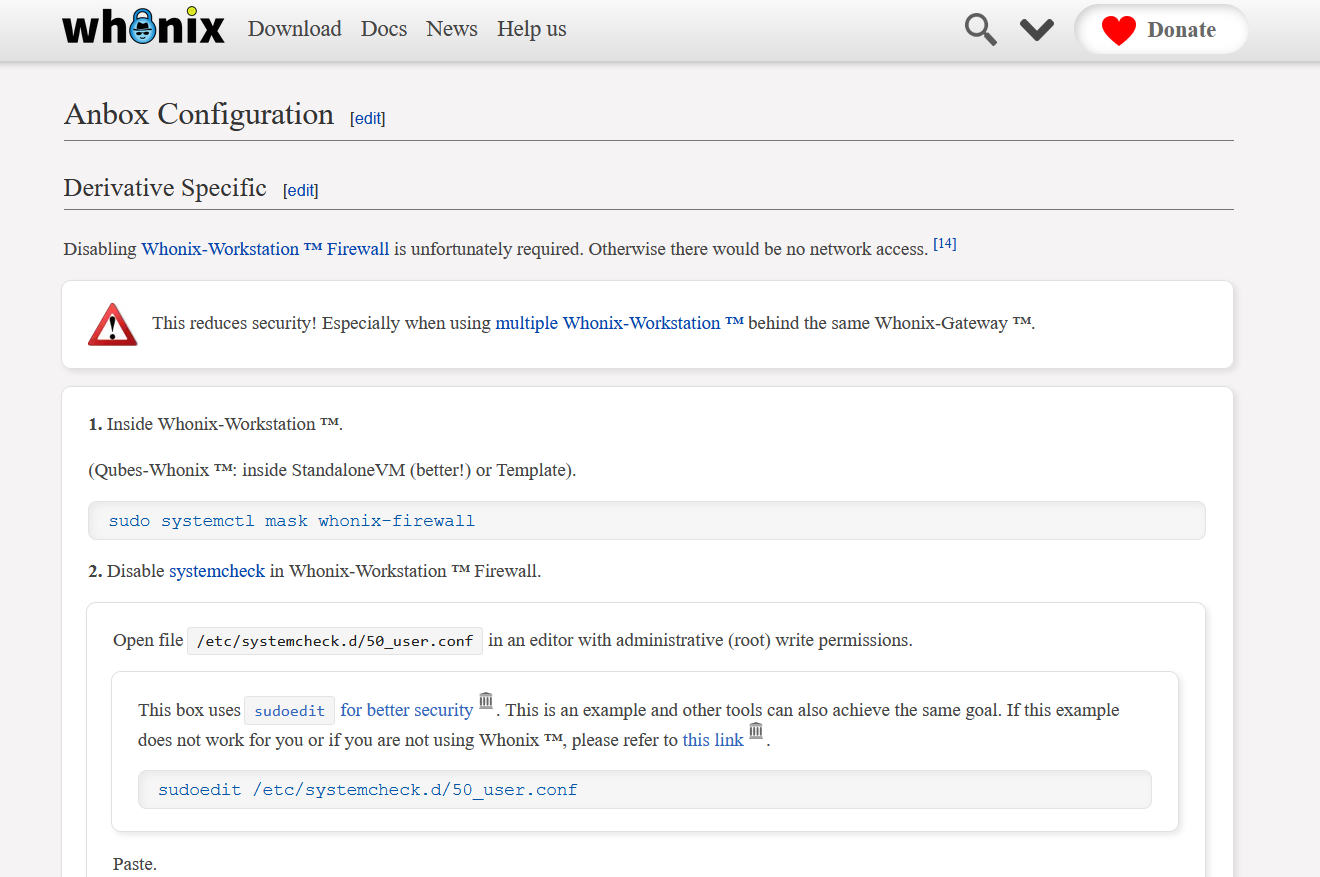 whonix Download Docs News Help us Donate
Anbox Configuration [edit]
Derivative Specific [edit]
Disabling Whonix-Workstation ™ Firewall is unfortunately required. Otherwise there would be no network access. [14]
This reduces security! Especially when using multiple Whonix-Workstation ™ behind the same Whonix-Gateway ™.
1. Inside Whonix-Workstation ™.
(Qubes-Whonix ™: inside StandaloneVM (better!) or Template).
sudo systemctl mask whonix-firewall
2. Disable systemcheck in Whonix-Workstation ™ Firewall.
Open file /etc/systemcheck.d/50_user.conf in an editor with administrative (root) write permissions.
This box uses sudoedit for better security . This is an example and other tools can also achieve the same goal. If this example
does not work for you or if you are not using Whonix ™, please refer to this link .
sudoedit /etc/systemcheck.d/50_user.conf
Paste.